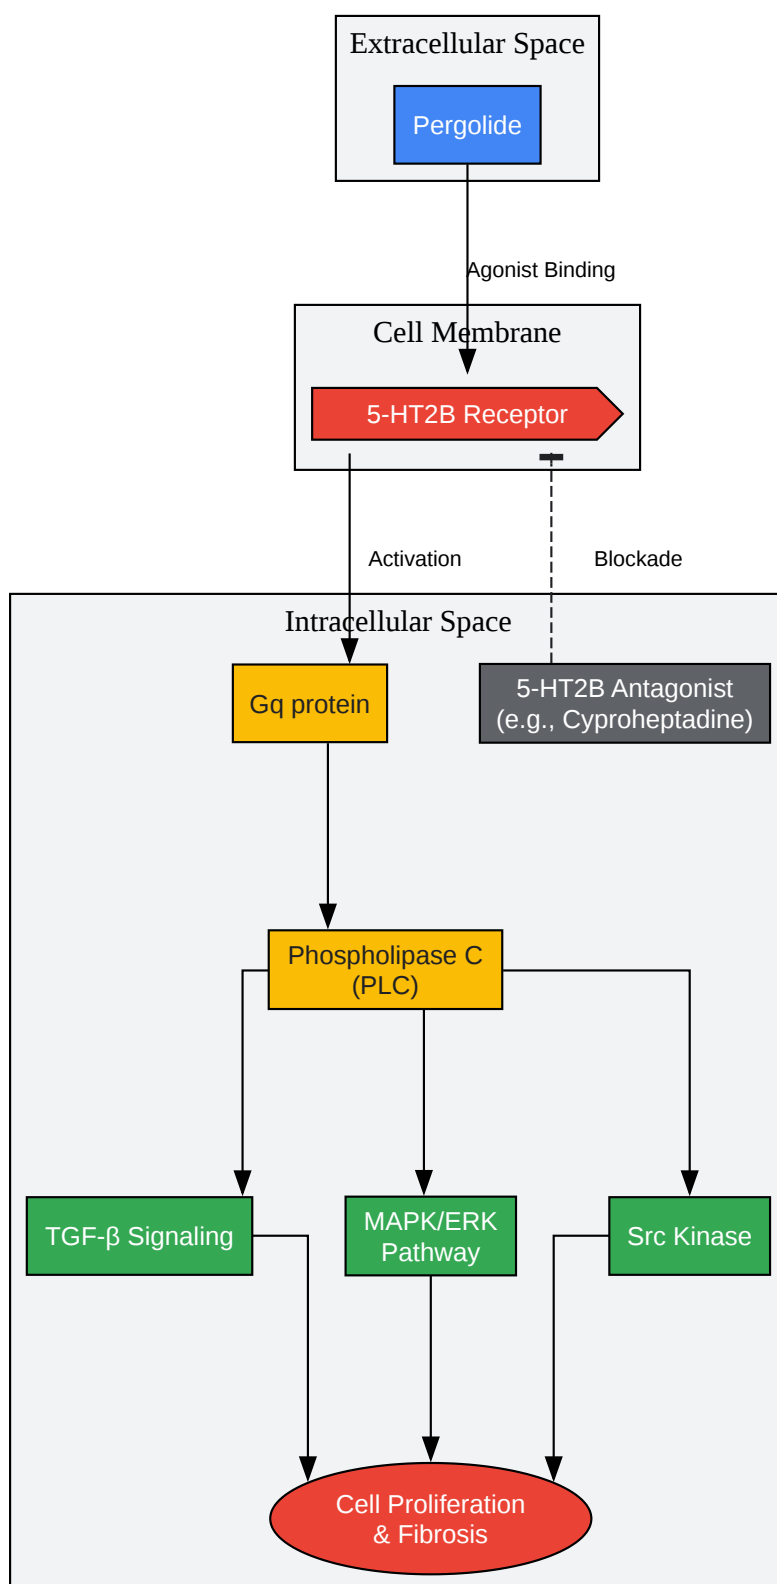 Extracellular Space
Pergolide
Agonist Binding
Cell Membrane
5-HT2B Receptor
Activation
Blockade
Intracellular Space
Gq protein
5-HT2B Antagonist
(e.g., Cyproheptadine)
Phospholipase C
(PLC)
TGF-β Signaling
MAPK/ERK
Pathway
Src Kinase
Cell Proliferation
& Fibrosis